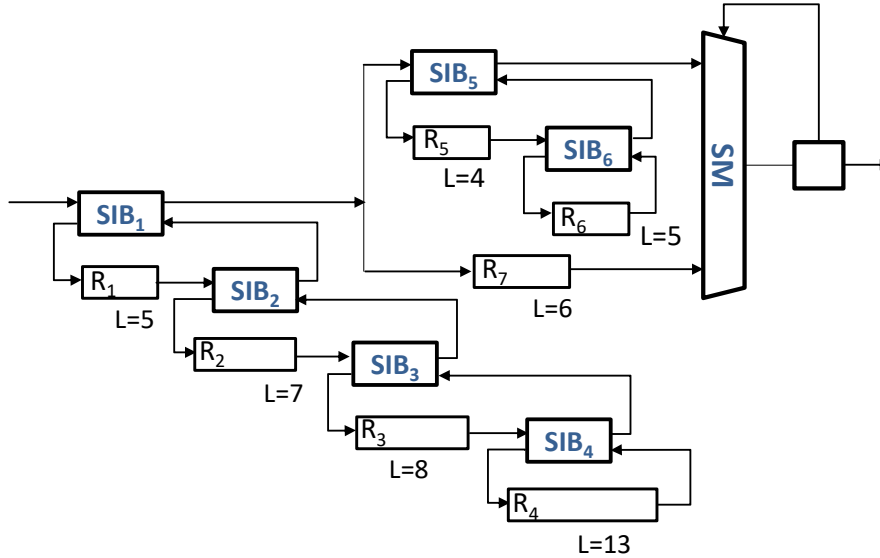 SIB₅
R₅
L=4
SIB₆
R₆
L=5
SM
SIB₁
R₁
L=5
SIB₂
R₇
L=6
R₂
L=7
SIB₃
R₃
L=8
SIB₄
R₄
L=13